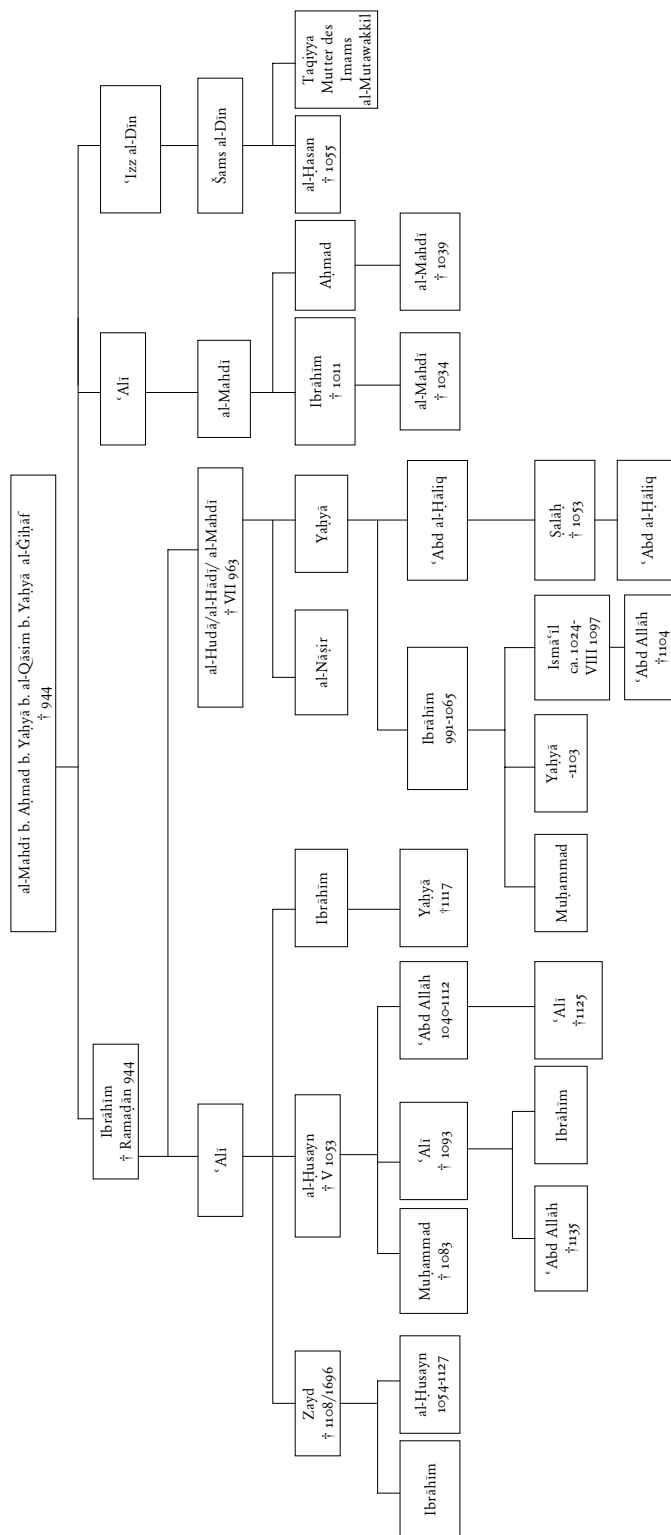 al-Mahdī b. Aḥmad b. Yaḥyā b. al-Qāsim b. Yaḥyā al-Ǧiḥāf
† 944
Ibrāhīm
† Ramaḍān 944
ʿAlī
ʿIzz al-Dīn
ʿAlī
al-Hudā/al-Hādī/ al-Mahdī
† VII 963
al-Mahdī
Šams al-Dīn
Zayd
† 1108/1696
al-Ḥusayn
† V 1053
Ibrāhīm
al-Nāṣir
Yaḥyā
Ibrāhīm
† 1011
Aḥmad
al-Ḥasan
† 1055
Taqiyya
Mutter des
Imams
al-Mutawakkil
Ibrāhīm
al-Ḥusayn
1054-1127
Muḥammad
† 1083
ʿAlī
† 1093
ʿAbd Allāh
1040-1112
Yaḥyā
†1117
Ibrāhīm
991-1065
ʿAbd al-Ḫāliq
al-Mahdī
† 1034
al-Mahdī
† 1039
ʿAbd Allāh
†1135
Ibrāhīm
ʿAlī
†1125
Muḥammad
Yaḥyā
-1103
Ismāʿīl
ca. 1024-
VIII 1097
Ṣalāḥ
† 1053
ʿAbd Allāh
†1104
ʿAbd al-Ḫāliq